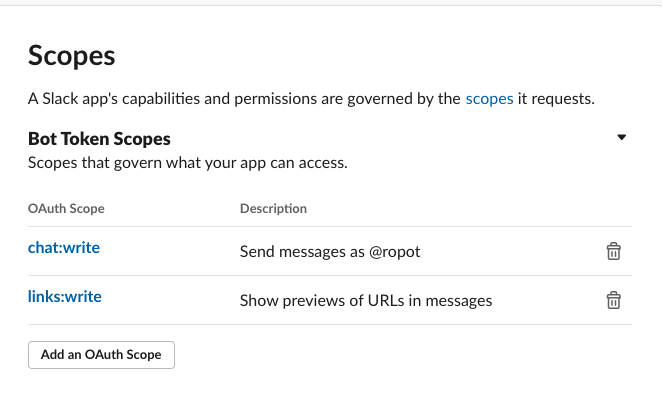 Scopes
A Slack app's capabilities and permissions are governed by the scopes it requests.
Bot Token Scopes
Scopes that govern what your app can access.
OAuth Scope Description
chat:write Send messages as @ropot
links:write Show previews of URLs in messages
Add an OAuth Scope